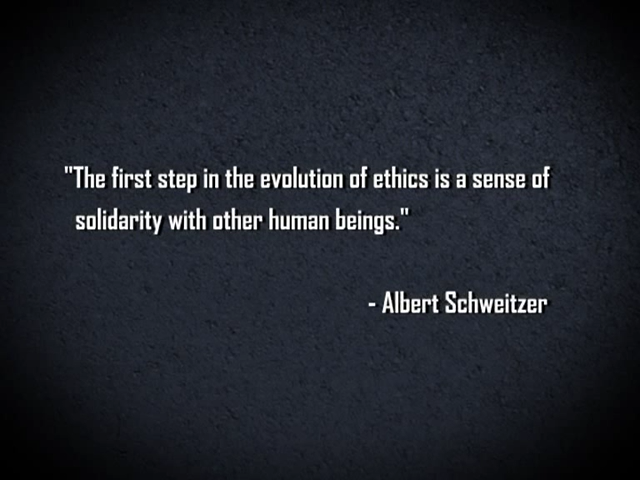 "The first step in the evolution of ethics is a sense of
solidarity with other human beings."
- Albert Schweitzer